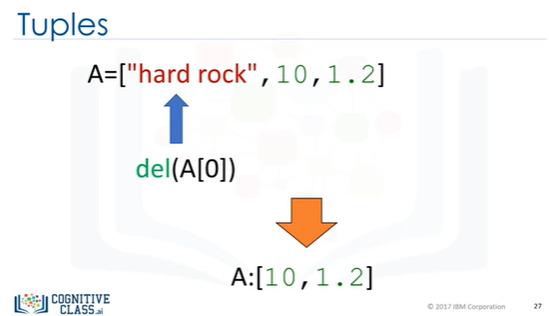 Tuples
A=["hard rock",10,1.2]
del(A[0])
A:[10,1.2]
COGNITIVE
CLASS.ai
© 2017 IBM Corporation
27